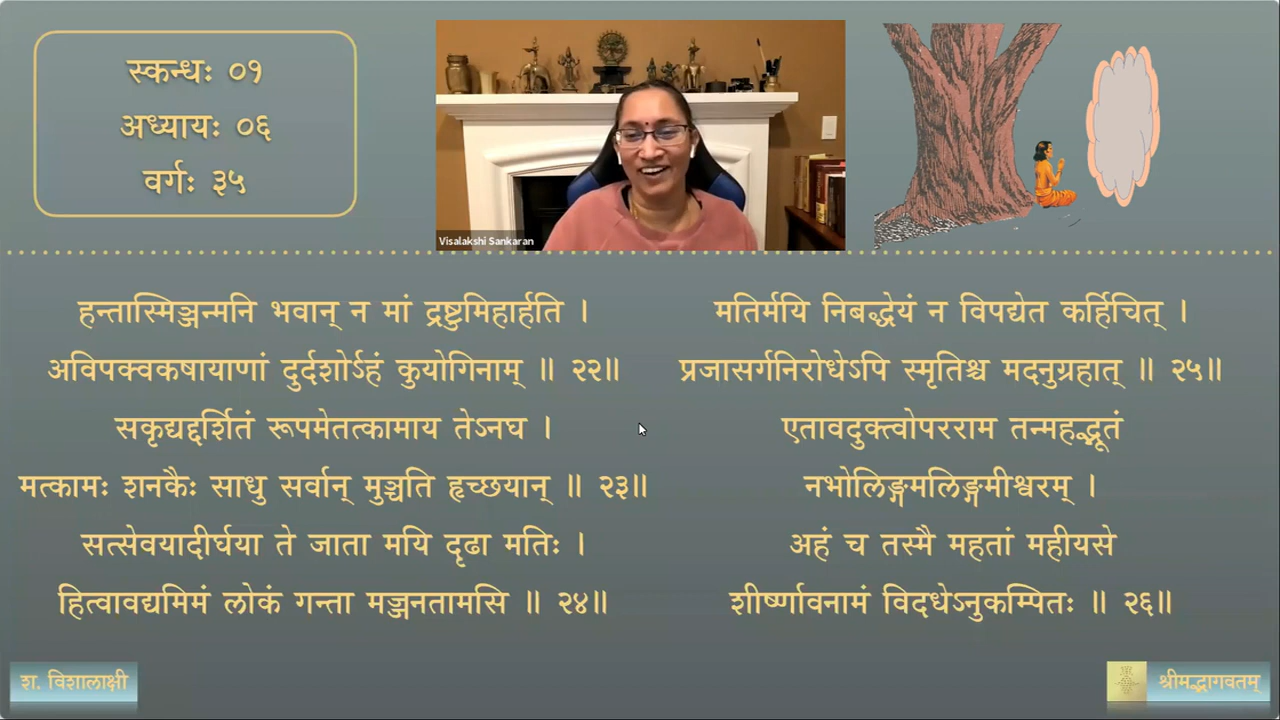 स्कन्धः ०१
अध्यायः ०६
वर्गः ३५
Visalakshi Sankaran
हन्तास्मिञ्जन्मनि भवान् न मां द्रष्टुमिहार्हति ।
अविपक्वकषायाणां दुर्दशोर्ऽहं कुयोगिनाम् ॥ २२॥
सकृद्यद्दर्शितं रूपमेतत्कामाय तेऽनघ ।
मत्कामः शनकैः साधु सर्वान् मुञ्चति हृच्छयान् ॥ २३॥
सत्सेवयादीर्घया ते जाता मयि दृढा मतिः ।
हित्वावद्यमिमं लोकं गन्ता मज्जनतामसि ॥ २४॥
मतिर्मयि निबद्धेयं न विपद्येत कर्हिचित् ।
प्रजासर्गनिरोधेऽपि स्मृतिश्च मदनुग्रहात् ॥ २५॥
एतावदुक्त्वोपरराम तन्महद्भूतं
नभोलिङ्गमलिङ्गमीश्वरम् ।
अहं च तस्मै महतां महीयसे
शीर्ष्णावनामं विदधेऽनुकम्पितः ॥ २६॥
श. विशालाक्षी
श्रीमद्भागवतम्